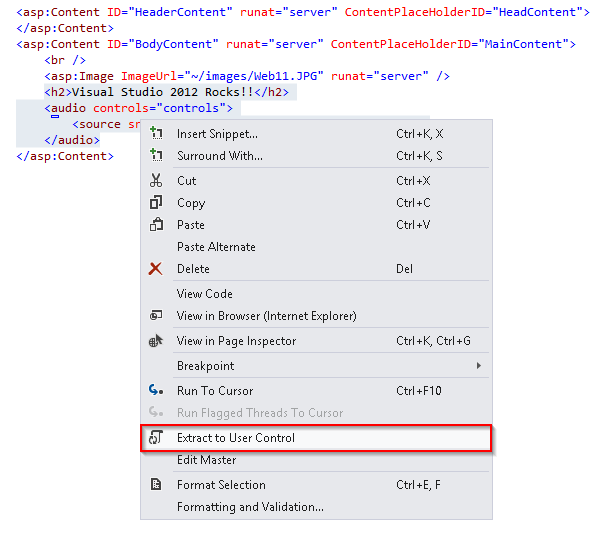 <asp:Content ID="HeaderContent" runat="server" ContentPlaceHolderID="HeadContent">
</asp:Content>
<asp:Content ID="BodyContent" runat="server" ContentPlaceHolderID="MainContent">
<br />
<asp:Image ImageUrl="~/images/Web11.JPG" runat="server" />
<h2>Visual Studio 2012 Rocks!!</h2>
<audio controls="controls">
<source
</audio>
</asp:Content>
Insert Snippet... Ctrl+K, X
Surround With... Ctrl+K, S
Cut Ctrl+X
Copy Ctrl+C
Paste Ctrl+V
Paste Alternate
Delete Del
View Code
View in Browser (Internet Explorer)
View in Page Inspector Ctrl+K, Ctrl+G
Breakpoint
Run To Cursor Ctrl+F10
Run Flagged Threads To Cursor
Extract to User Control
Edit Master
Format Selection Ctrl+E, F
Formatting and Validation...